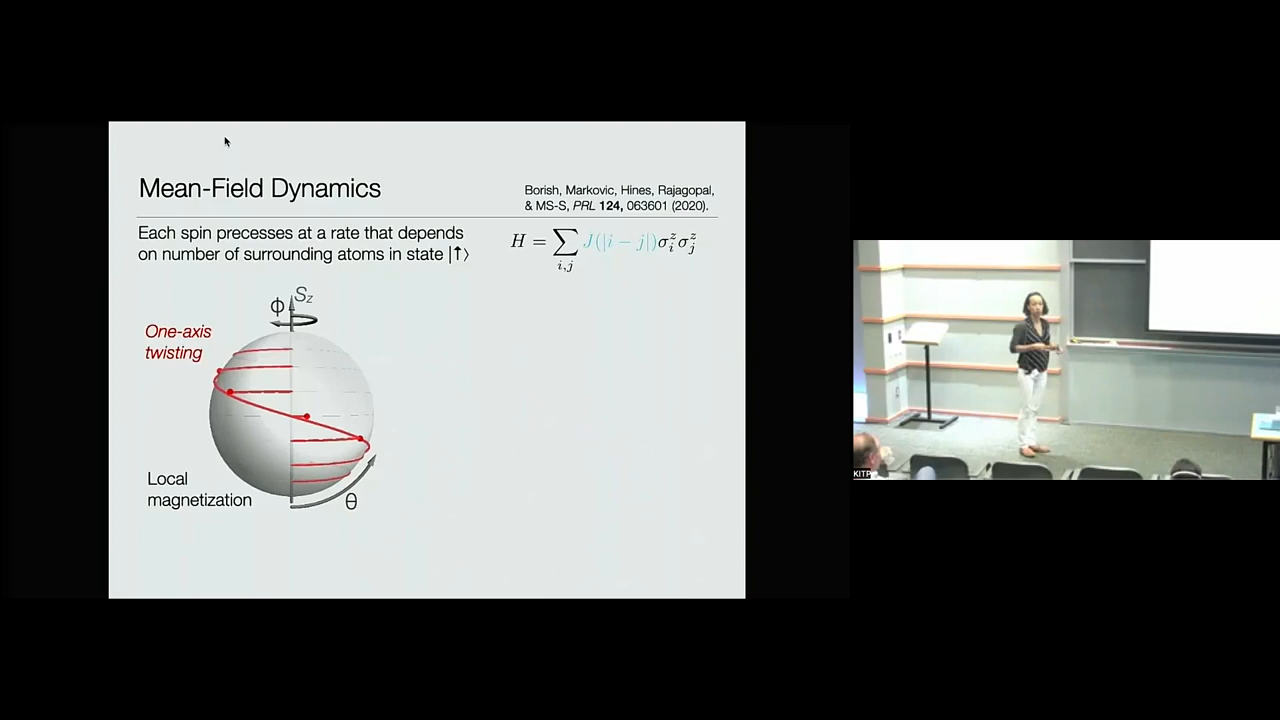 Mean-Field Dynamics
Borish, Markovic, Hines, Rajagopal,
& MS-S, PRL 124, 063601 (2020).
Each spin precesses at a rate that depends
on number of surrounding atoms in state |↑⟩
H = ∑_{i,j} J(|i − j|)σ_i^z σ_j^z
ϕ
S_z
One-axis
twisting
Local
magnetization
θ
KITP